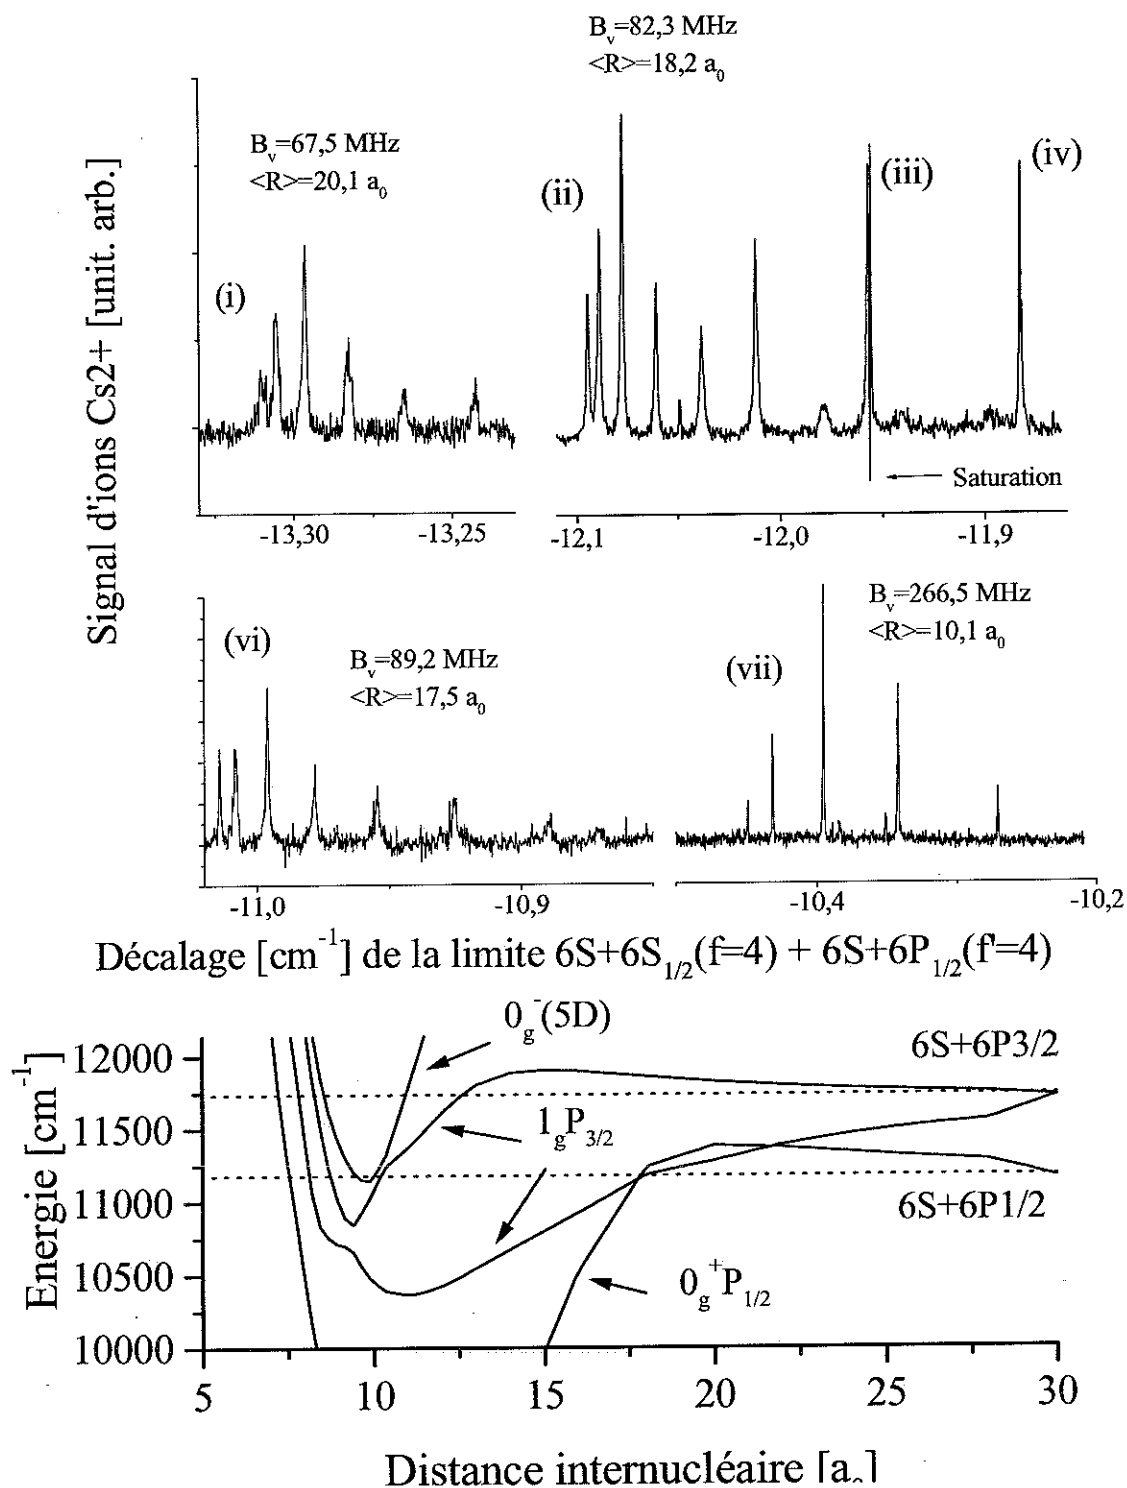 B_v=82,3 MHz
<R>=18,2 a_0
B_v=67,5 MHz
<R>=20,1 a_0
(i)
(ii)
(iii)
(iv)
Saturation
-13,30
-13,25
-12,1
-12,0
-11,9
Signal d'ions Cs2+ [unit. arb.]
(vi)
B_v=89,2 MHz
<R>=17,5 a_0
(vii)
B_v=266,5 MHz
<R>=10,1 a_0
-11,0
-10,9
-10,4
-10,2
Décalage [cm^-1] de la limite 6S+6S_1/2(f=4) + 6S+6P_1/2(f'=4)
0_g^-(5D)
6S+6P3/2
1_gP_3/2
6S+6P1/2
0_g^+P_1/2
12000
11500
11000
10500
10000
Energie [cm^-1]
5
10
15
20
25
30
Distance internucléaire [a_0]